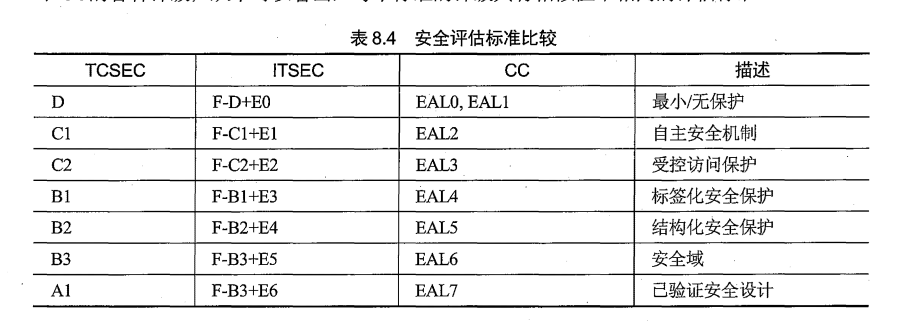 表 8.4 安全评估标准比较
TCSEC ITSEC CC 描述
D F-D+E0 EAL0, EAL1 最小/无保护
C1 F-C1+E1 EAL2 自主安全机制
C2 F-C2+E2 EAL3 受控访问保护
B1 F-B1+E3 EAL4 标签化安全保护
B2 F-B2+E4 EAL5 结构化安全保护
B3 F-B3+E5 EAL6 安全域
A1 F-B3+E6 EAL7 已验证安全设计